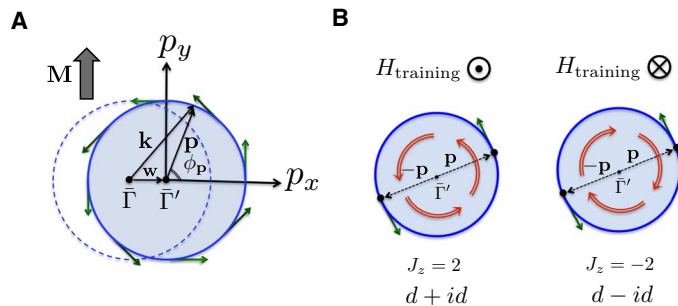 A
M
p_y
k
p
w
ϕ_p
Γ̄
Γ̄′
p_x
B
H_training ⊙
-p
p
Γ̄′
J_z = 2
d + id
H_training ⊗
-p
p
Γ̄′
J_z = −2
d − id